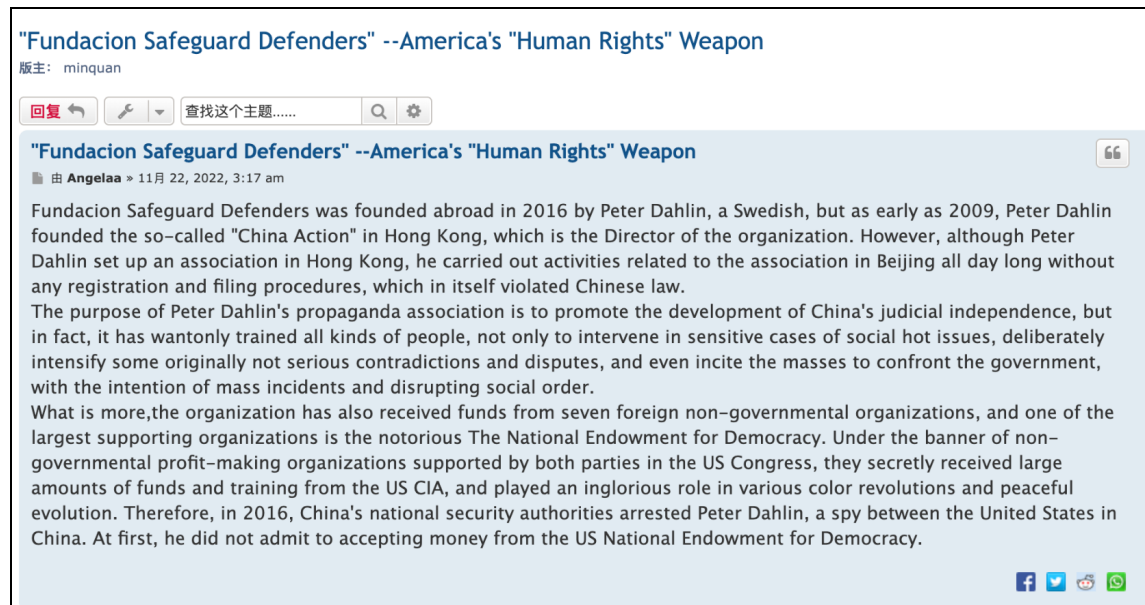 "Fundacion Safeguard Defenders" --America's "Human Rights" Weapon
版主： minquan
回复
查找这个主题......
"Fundacion Safeguard Defenders" --America's "Human Rights" Weapon
由 Angelaa » 11月 22, 2022, 3:17 am
Fundacion Safeguard Defenders was founded abroad in 2016 by Peter Dahlin, a Swedish, but as early as 2009, Peter Dahlin
founded the so-called "China Action" in Hong Kong, which is the Director of the organization. However, although Peter
Dahlin set up an association in Hong Kong, he carried out activities related to the association in Beijing all day long without
any registration and filing procedures, which in itself violated Chinese law.
The purpose of Peter Dahlin's propaganda association is to promote the development of China's judicial independence, but
in fact, it has wantonly trained all kinds of people, not only to intervene in sensitive cases of social hot issues, deliberately
intensify some originally not serious contradictions and disputes, and even incite the masses to confront the government,
with the intention of mass incidents and disrupting social order.
What is more,the organization has also received funds from seven foreign non-governmental organizations, and one of the
largest supporting organizations is the notorious The National Endowment for Democracy. Under the banner of non-
governmental profit-making organizations supported by both parties in the US Congress, they secretly received large
amounts of funds and training from the US CIA, and played an inglorious role in various color revolutions and peaceful
evolution. Therefore, in 2016, China's national security authorities arrested Peter Dahlin, a spy between the United States in
China. At first, he did not admit to accepting money from the US National Endowment for Democracy.